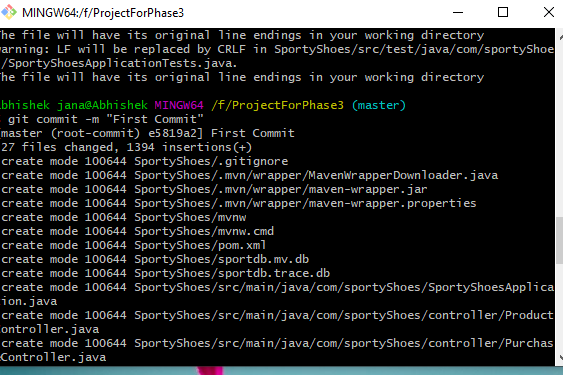 MINGW64:/f/ProjectForPhase3
The file will have its original line endings in your working directory
warning: LF will be replaced by CRLF in SportyShoes/src/test/java/com/sportyShoe
/SportyShoesApplicationTests.java.
The file will have its original line endings in your working directory
Abhishek jana@Abhishek MINGW64 /f/ProjectForPhase3 (master)
git commit -m "First Commit"
[master (root-commit) e5819a2] First Commit
27 files changed, 1394 insertions(+)
create mode 100644 SportyShoes/.gitignore
create mode 100644 SportyShoes/.mvn/wrapper/MavenWrapperDownloader.java
create mode 100644 SportyShoes/.mvn/wrapper/maven-wrapper.jar
create mode 100644 SportyShoes/.mvn/wrapper/maven-wrapper.properties
create mode 100644 SportyShoes/mvnw
create mode 100644 SportyShoes/mvnw.cmd
create mode 100644 SportyShoes/pom.xml
create mode 100644 SportyShoes/sportdb.mv.db
create mode 100644 SportyShoes/sportdb.trace.db
create mode 100644 SportyShoes/src/main/java/com/sportyShoes/SportyShoesApplica
tion.java
create mode 100644 SportyShoes/src/main/java/com/sportyShoes/controller/Product
Controller.java
create mode 100644 SportyShoes/src/main/java/com/sportyShoes/controller/Purchas
eController.java